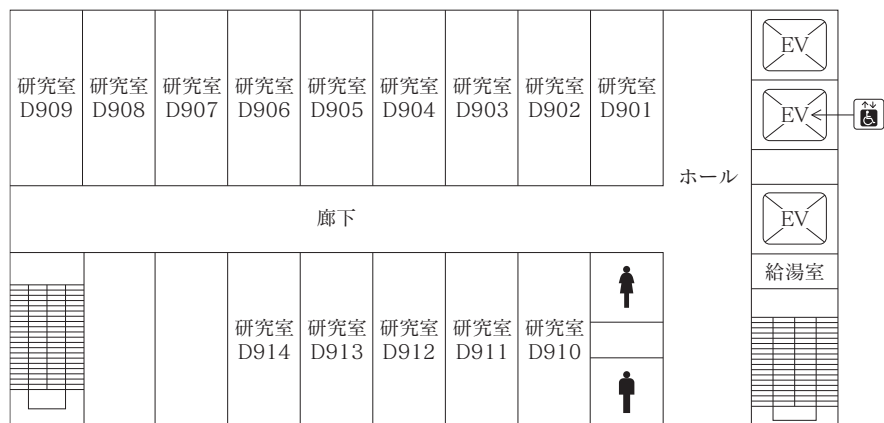 研究室
D909
研究室
D908
研究室
D907
研究室
D906
研究室
D905
研究室
D904
研究室
D903
研究室
D902
研究室
D901
EV
EV
ホール
廊下
EV
給湯室
研究室
D914
研究室
D913
研究室
D912
研究室
D911
研究室
D910